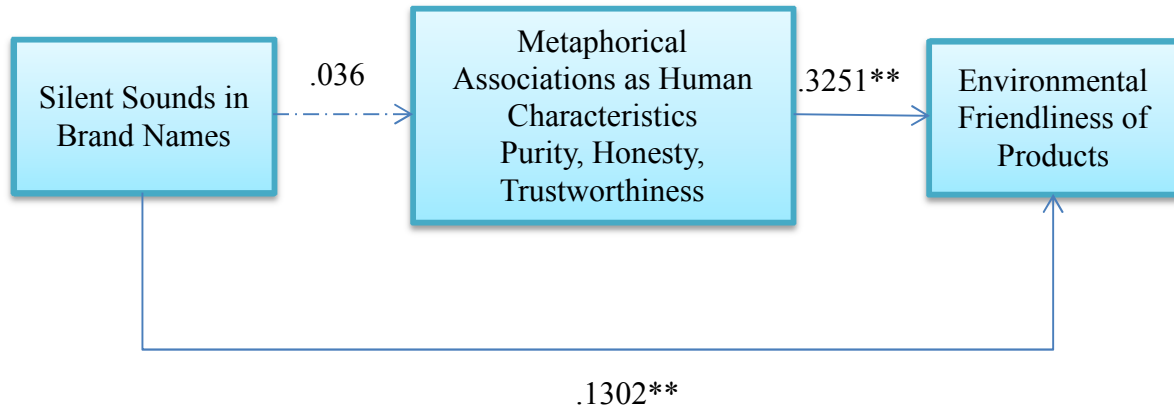 Silent Sounds in
Brand Names
.036
Metaphorical
Associations as Human
Characteristics
Purity, Honesty,
Trustworthiness
.3251**
Environmental
Friendliness of
Products
.1302**